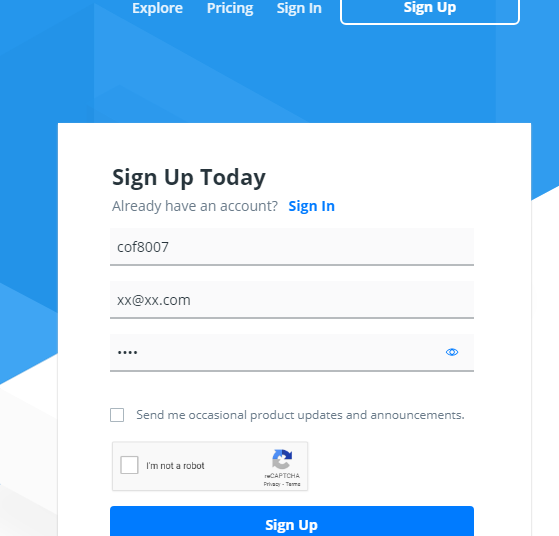 Explore Pricing Sign In Sign Up
Sign Up Today
Already have an account? Sign In
cof8007
xx@xx.com
••••
Send me occasional product updates and announcements.
I'm not a robot
reCAPTCHA
Privacy - Terms
Sign Up